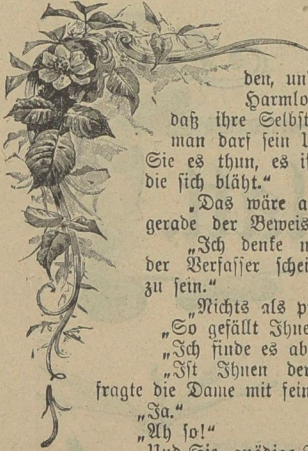 den, un
Harmlo
daß ihre Selbst
man darf sein
Sie es thun, es
die sich bläht."
„Das wäre a
gerade der Beweis
„Ich denke
der Verfasser schei
zu sein."
„Nichts als p
„So gefällt Ihne
„Ich finde es ab
„Ist Ihnen der
fragte die Dame mit fein
„Ja."
„Ah so!"